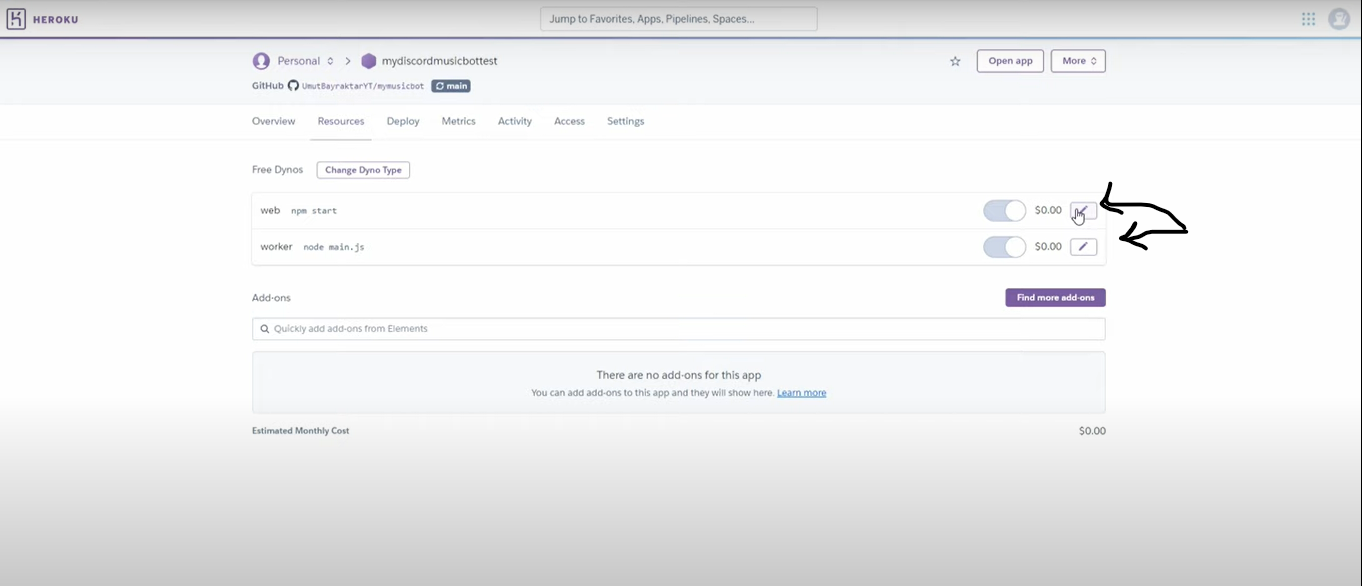 HEROKU
Jump to Favorites, Apps, Pipelines, Spaces...
Personal > mydiscordmusicbottest
Open app
More
GitHub UmutBayraktarYT/mymusicbot main
Overview Resources Deploy Metrics Activity Access Settings
Free Dynos Change Dyno Type
web npm start $0.00
worker node main.js $0.00
Add-ons Find more add-ons
Quickly add add-ons from Elements
There are no add-ons for this app
You can add add-ons to this app and they will show here. Learn more
Estimated Monthly Cost $0.00